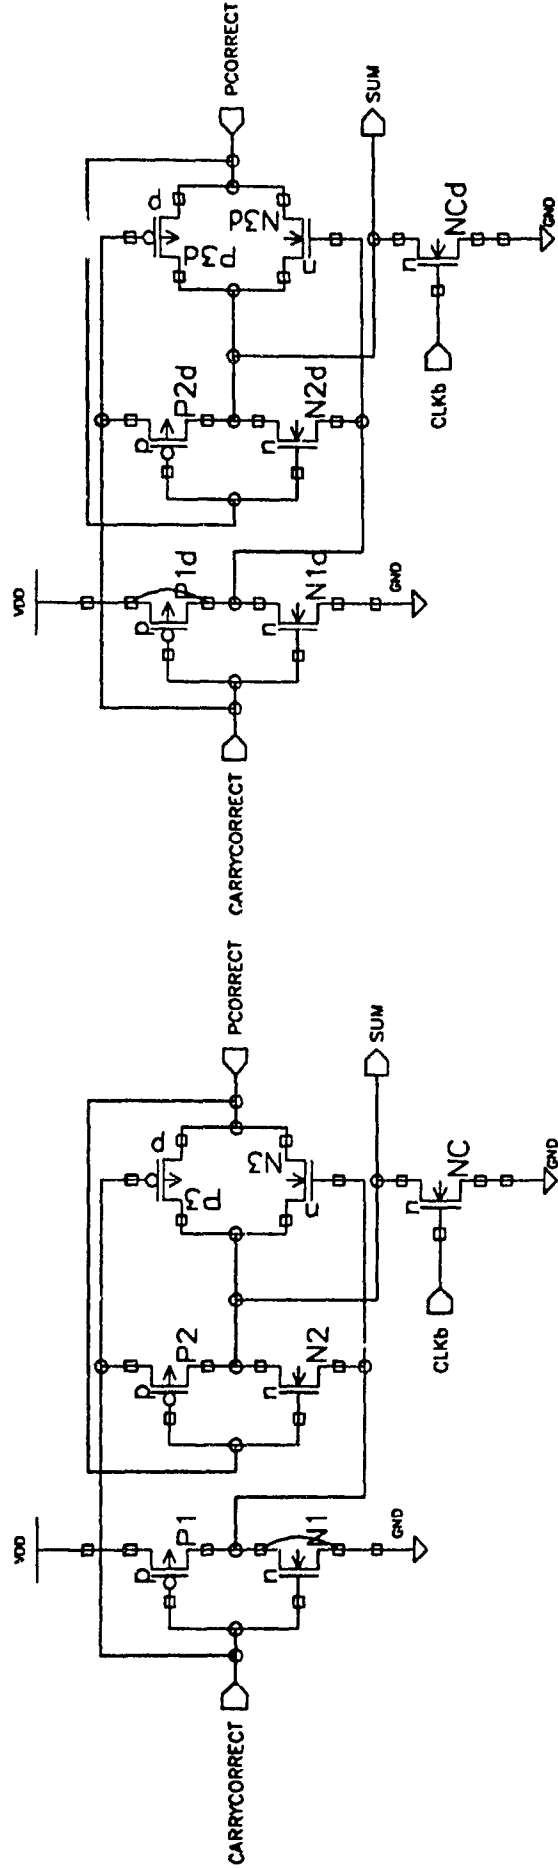 VDD
P1
p
N1
n
GND
CARRYCORRECT
P2
p
N2
n
P3
p
N3
n
PCORRECT
SUM
NC
n
CLKb
GND
VDD
P1d
p
N1d
n
GND
CARRYCORRECT
P2d
p
N2d
n
P3d
p
N3d
n
PCORRECT
SUM
NCd
n
CLKb
GND